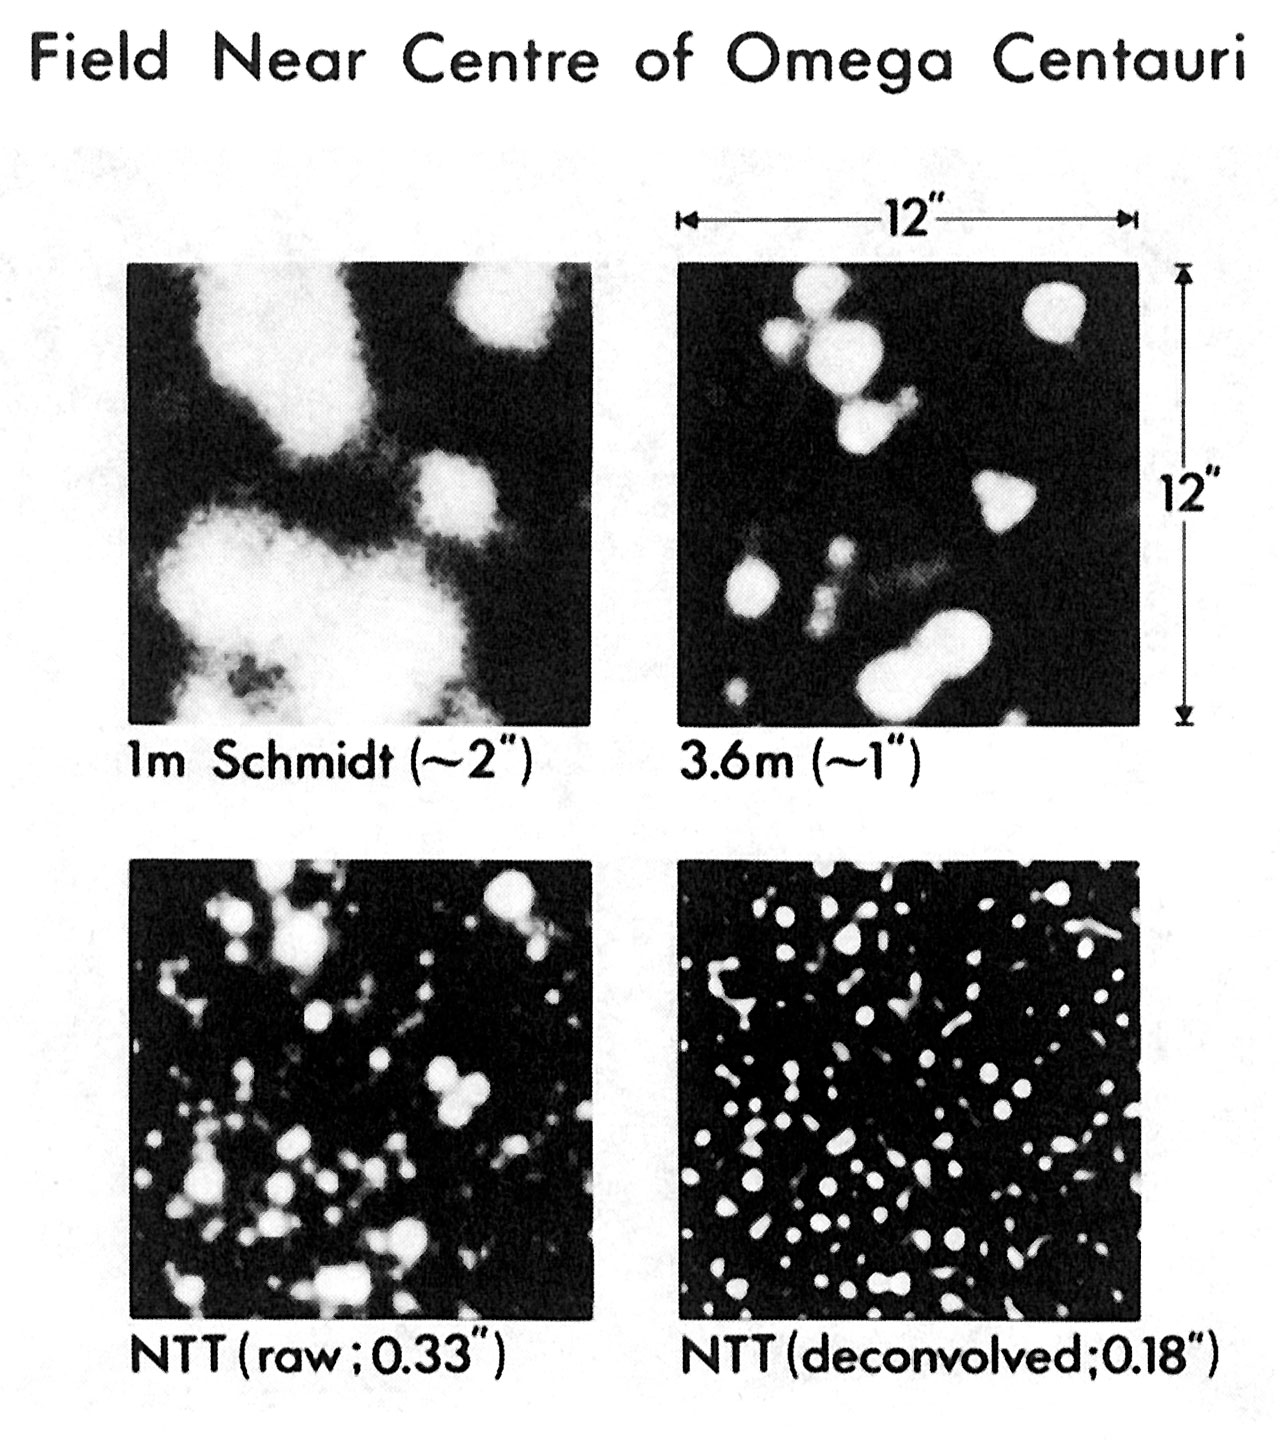 Field Near Centre of Omega Centauri
12"
12"
1m Schmidt (~2")
3.6m (~1")
NTT (raw; 0.33")
NTT (deconvolved; 0.18")